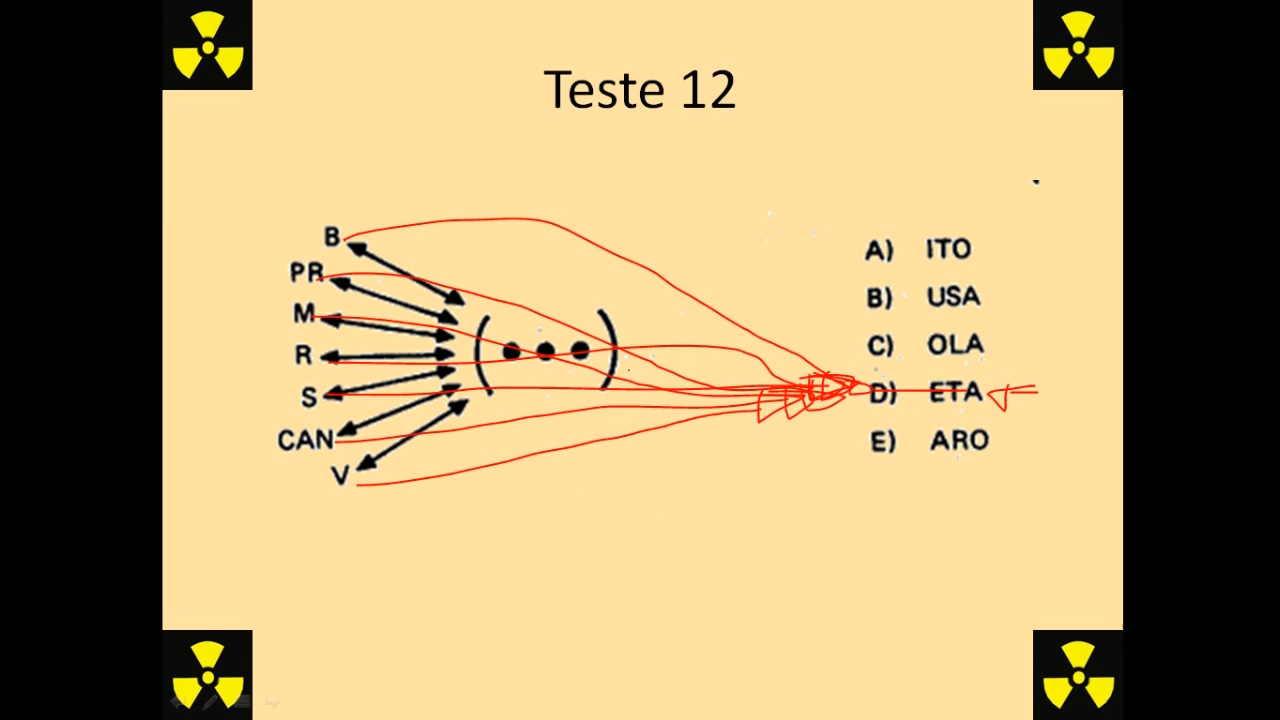 Teste 12
B
PR
M
R
S
CAN
V
(•••)
A) ITO
B) USA
C) OLA
D) ETA
E) ARO